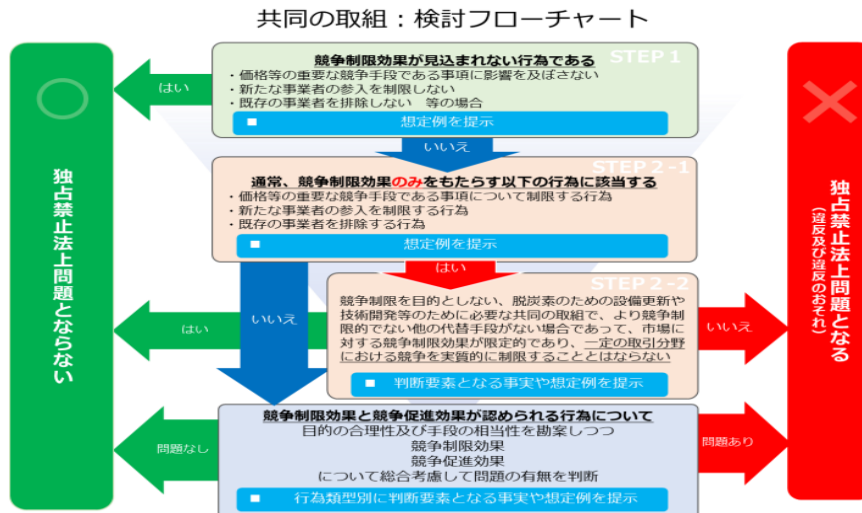 共同の取組：検討フローチャート
STEP 1
競争制限効果が見込まれない行為である
・価格等の重要な競争手段である事項に影響を及ぼさない
・新たな事業者の参入を制限しない
・既存の事業者を排除しない　等の場合
■ 想定例を提示
はい
いいえ
STEP 2-1
通常、競争制限効果のみをもたらす以下の行為に該当する
・価格等の重要な競争手段である事項について制限する行為
・新たな事業者の参入を制限する行為
・既存の事業者を排除する行為
■ 想定例を提示
はい
いいえ
STEP 2-2
競争制限を目的としない、脱炭素のための設備更新や
技術開発等のために必要な共同の取組で、より競争制
限的でない他の代替手段がない場合であって、市場に
対する競争制限効果が限定的であり、一定の取引分野
における競争を実質的に制限することとはならない
■ 判断要素となる事実や想定例を提示
はい
いいえ
競争制限効果と競争促進効果が認められる行為について
目的の合理性及び手段の相当性を勘案しつつ
競争制限効果
競争促進効果
について総合考慮して問題の有無を判断
■ 行為類型別に判断要素となる事実や想定例を提示
問題なし
問題あり
独占禁止法上問題とならない
独占禁止法上問題となる
（違反及び違反のおそれ）